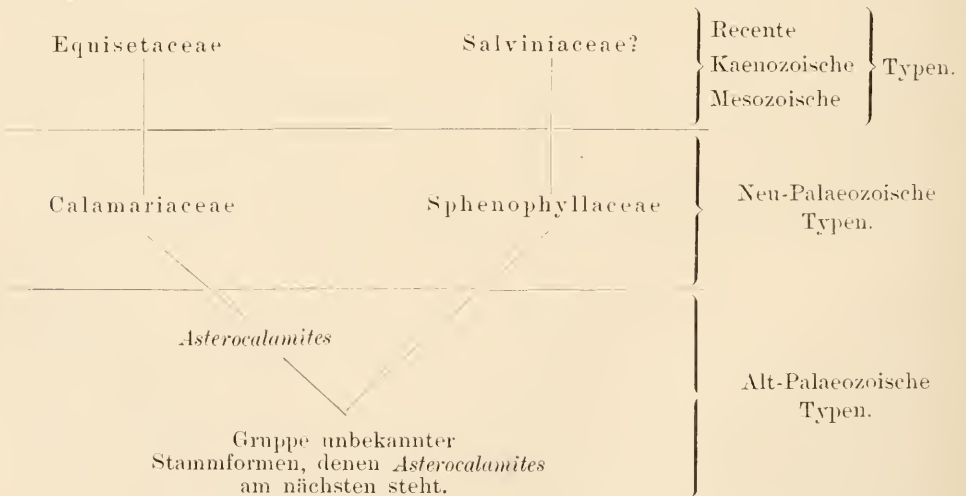 Equisetaceae
Salviniaceae?
Recente
Kaenozoische
Mesozoische
Typen.
Calamariaceae
Sphenophyllaceae
Neu-Palaeozoische
Typen.
Asterocalamites
Alt-Palaeozoische
Typen.
Gruppe unbekannter
Stammformen, denen Asterocalamites
am nächsten steht.